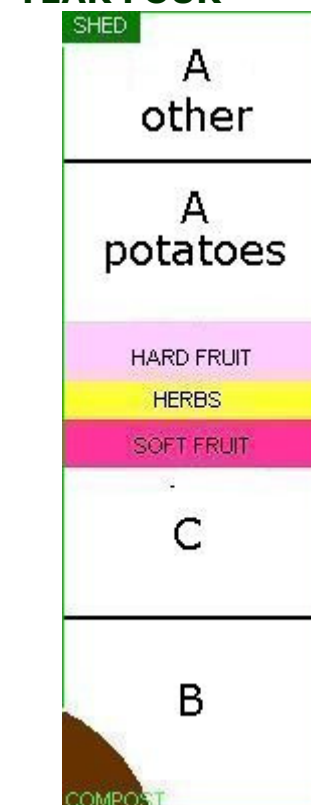 YEAR FOUR
SHED
A
other
A
potatoes
HARD FRUIT
HERBS
SOFT FRUIT
C
B
COMPOST